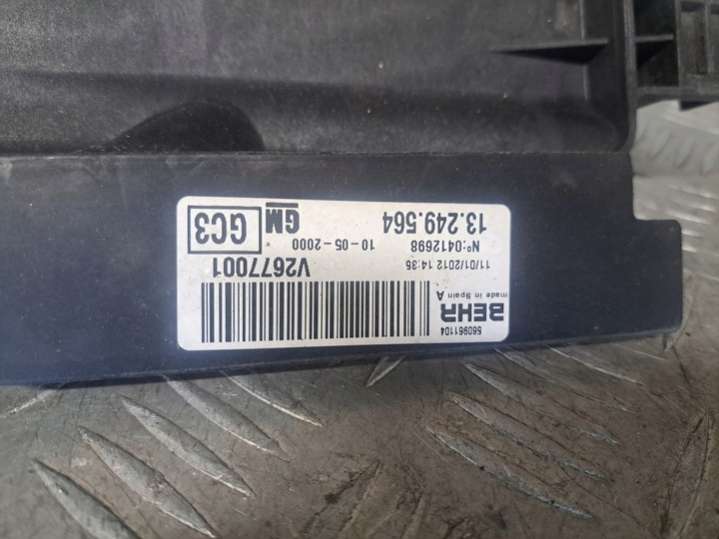 560961104
BEHR
made in Spain A
V2677001
11/01/2012 14:35
Nº:0412698
10-05-2000
13.249.564
GM
GC3